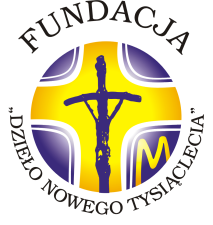 FUNDACJA
M
„DZIEŁO NOWEGO TYSIĄCLECIA”